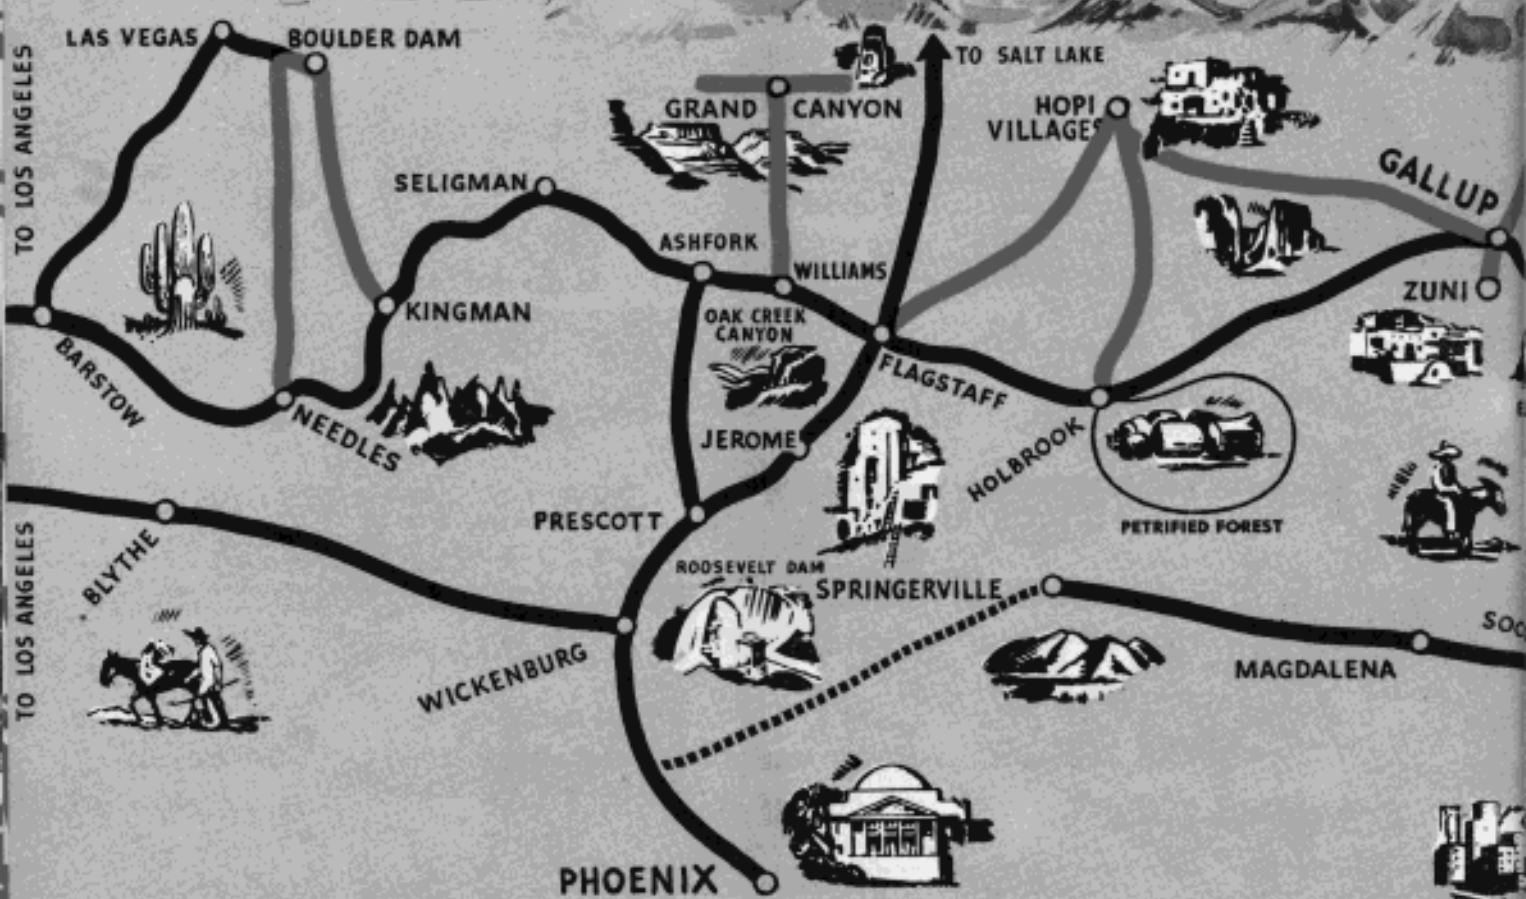 LAS VEGAS
BOULDER DAM
TO LOS ANGELES
GRAND CANYON
TO SALT LAKE
HOPI
VILLAGES
GALLUP
SELIGMAN
ASHFORK
WILLIAMS
KINGMAN
OAK CREEK
CANYON
ZUNI
BARSTOW
NEEDLES
FLAGSTAFF
JEROME
HOLBROOK
PETRIFIED FOREST
PRESCOTT
BLYTHE
TO LOS ANGELES
ROOSEVELT DAM
SPRINGERVILLE
WICKENBURG
MAGDALENA
SOC
PHOENIX